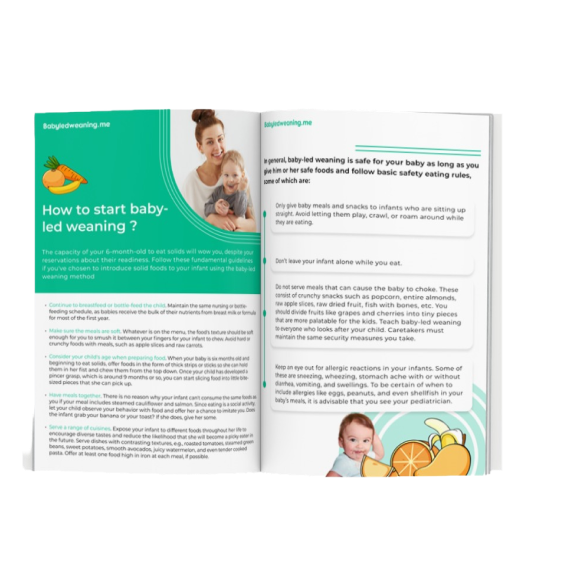 Babyledweaning.me
How to start baby-
led weaning ?
The capacity of your 6-month-old to eat solids will wow you, despite your
reservations about their readiness. Follow these fundamental guidelines
if you've chosen to introduce solid foods to your infant using the baby-led
weaning method
Continue to breastfeed or bottle-feed the child. Maintain the same nursing or bottle-
feeding schedule, as babies receive the bulk of their nutrients from breast milk or formula
for most of the first year.
Make sure the meals are soft. Whatever is on the menu, the food's texture should be soft
enough for you to smush it between your fingers for your infant to chew. Avoid hard or
crunchy foods with meals, such as apple slices and raw carrots.
Consider your child's age when preparing food. When your baby is six months old and
beginning to eat solids, offer foods in the form of thick strips or sticks so she can hold
them in her fist and chew them from the top down. Once your child has developed a
pincer grasp, which is around 9 months or so, you can start slicing food into little bite-
sized pieces that she can pick up.
Have meals together. There is no reason why your infant can't consume the same foods as
you if your meal includes steamed cauliflower and salmon. Since eating is a social activity,
let your child observe your behavior with food and offer her a chance to imitate you. Does
the infant grab your banana or your toast? If she does, give her some.
Serve a range of cuisines. Expose your infant to different foods throughout her life to
encourage diverse tastes and reduce the likelihood that she will become a picky eater in
the future. Serve dishes with contrasting textures, roasted tomatoes, steamed green
beans, sweet potatoes, smooth avocados, juicy watermelon, and even tender cooked
pasta. Offer at least one food high in iron at each meal, if possible.
Babyledweaning.me
In general, baby-led weaning is safe for your baby as long as you
give him or her safe foods and follow basic safety eating rules,
some of which are:
Only give baby meals and snacks to infants who are sitting up
straight. Avoid letting them play, crawl, or roam around while
they are eating.
Don't leave your infant alone while you eat.
Do not serve meals that can cause the baby to choke. These
consist of crunchy snacks such as popcorn, entire almonds,
raw apple slices, raw dried fruit, fish with bones, etc. You
should divide fruits like grapes and cherries into tiny pieces
that are more palatable for the kids. Teach baby-led weaning
to everyone who looks after your child. Caretakers must
maintain the same security measures you take.
Keep an eye out for allergic reactions in your infants. Some of
these are sneezing, wheezing, stomach ache with or without
diarrhea, vomiting, and swellings. To be certain of when to
include allergies like eggs, peanuts, and even shellfish in your
baby's meals, it is advisable that you see your pediatrician.